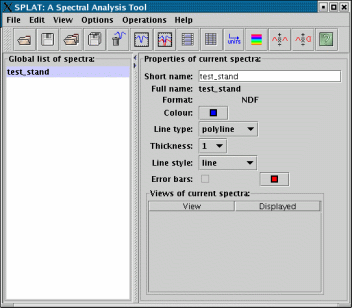 SPLAT: A Spectral Analysis Tool
File Edit View Options Operations Help
UNITS
Global list of spectra:
test_stand
Properties of current spectra:
Short name: test_stand
Full name: test_stand
Format: NDF
Colour:
Line type: polyline
Thickness: 1
Line style: line
Error bars:
Views of current spectra:
View Displayed